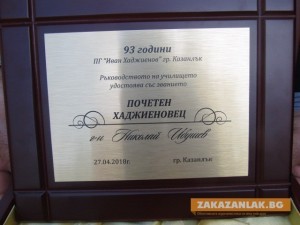 93 години
ПГ "Иван Хаджиенов" гр. Казанлък
Ръководството на училището
удостоява със званието
ПОЧЕТЕН
ХАДЖИЕНОВЕЦ
г-н Николай
27.04.2018г. гр. Казанлък
ZAKAZANLAK.BG